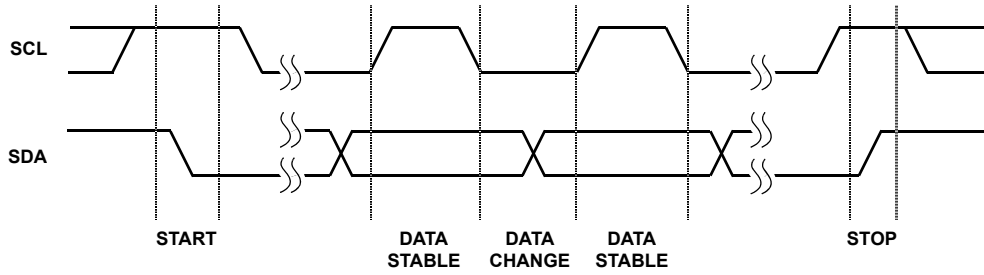 SCL
SDA
START
DATA
STABLE
DATA
CHANGE
DATA
STABLE
STOP